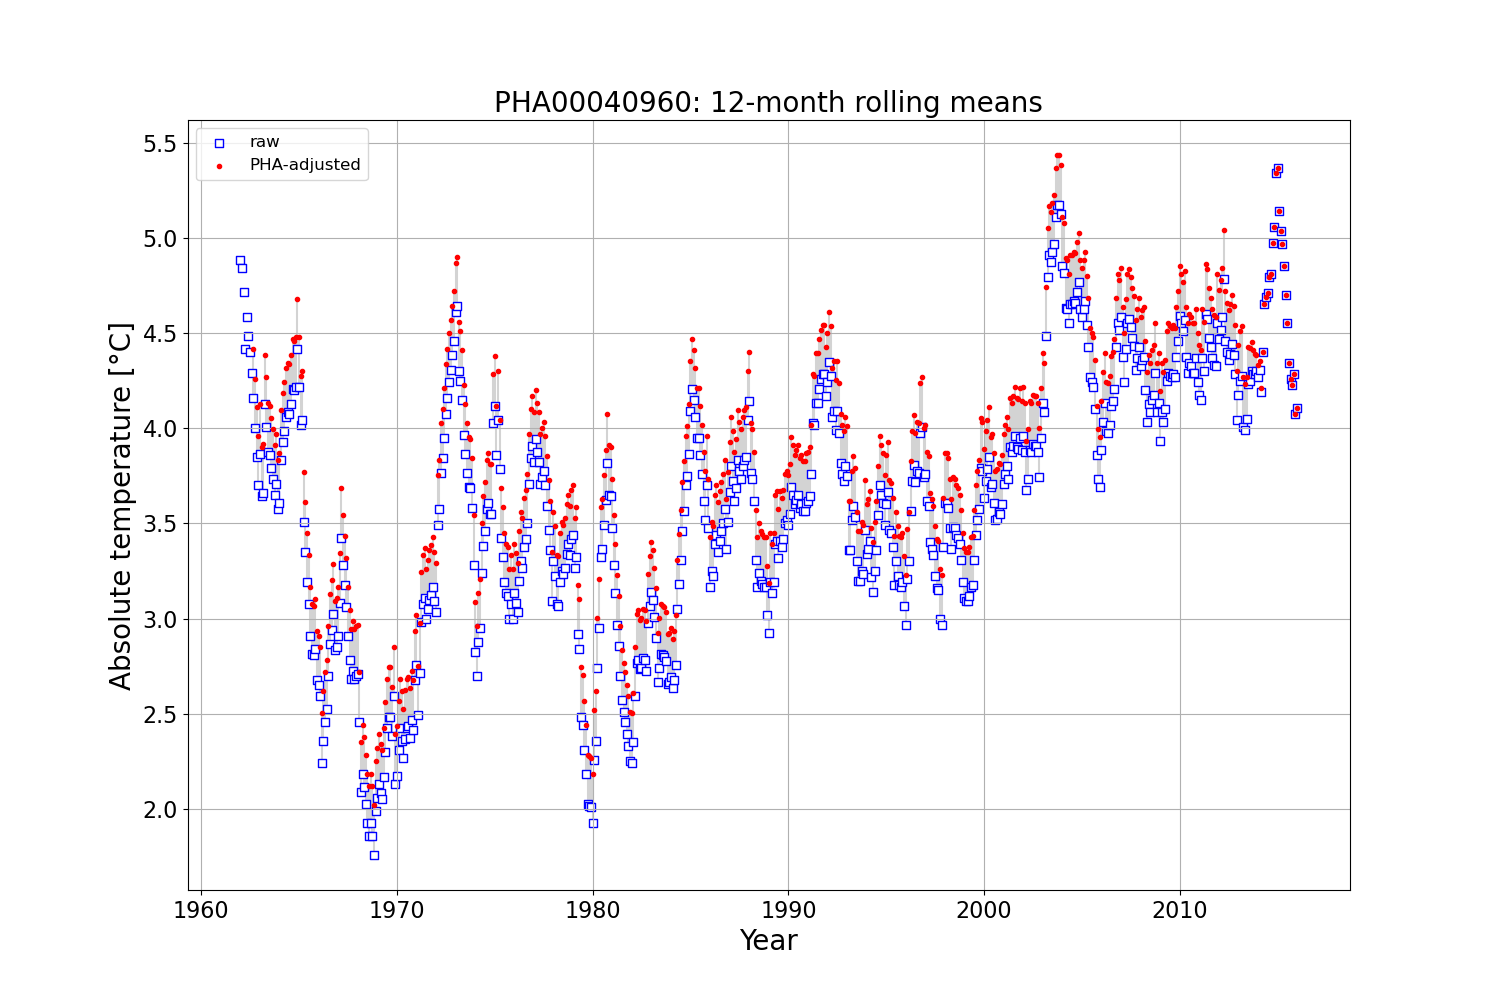 PHA00040960: 12-month rolling means
raw
PHA-adjusted
5.5
5.0
4.5
4.0
3.5
3.0
2.5
2.0
Absolute temperature [°C]
1960 1970 1980 1990 2000 2010
Year